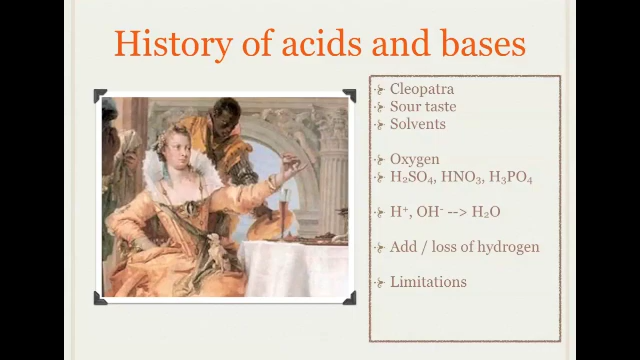 History of acids and bases
Cleopatra
Sour taste
Solvents
Oxygen
H₂SO₄, HNO₃, H₃PO₄
H⁺, OH⁻ --> H₂O
Add / loss of hydrogen
Limitations